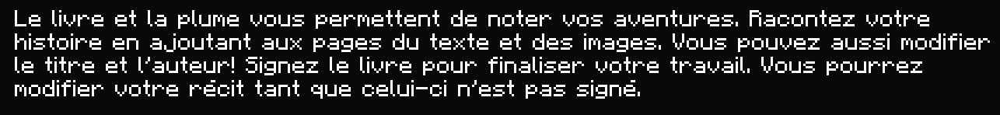 Le livre et la plume vous permettent de noter vos aventures. Racontez votre
histoire en ajoutant aux pages du texte et des images. Vous pouvez aussi modifier
le titre et l'auteur! Signez le livre pour finaliser votre travail. Vous pourrez
modifier votre récit tant que celui-ci n'est pas signé.